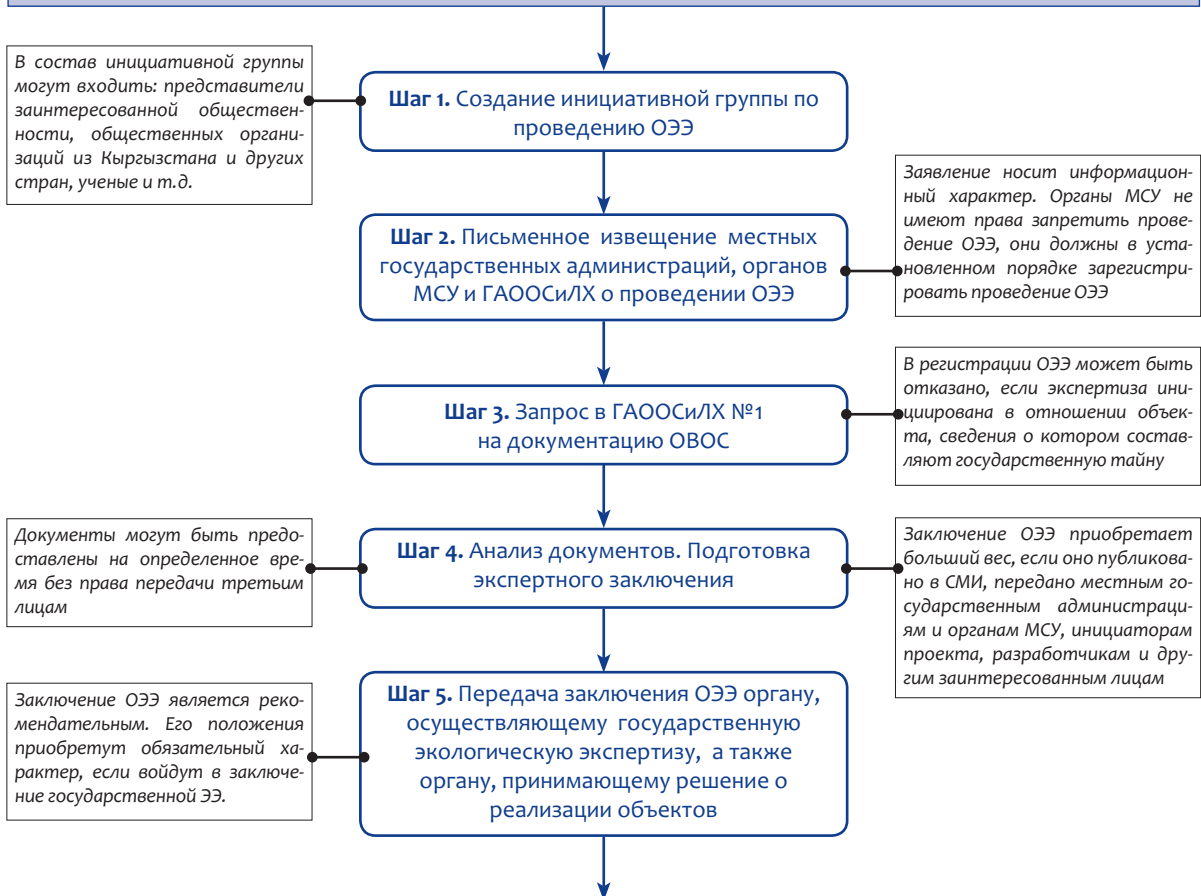 В состав инициативной группы
могут входить: представители
заинтересованной обществен-
ности, общественных органи-
заций из Кыргызстана и других
стран, ученые и т.д.
Шаг 1. Создание инициативной группы по
проведению ОЭЭ
Заявление носит информацион-
ный характер. Органы МСУ не
имеют права запретить прове-
дение ОЭЭ, они должны в уста-
новленном порядке зарегистри-
ровать проведение ОЭЭ
Шаг 2. Письменное извещение местных
государственных администраций, органов
МСУ и ГАООСиЛХ о проведении ОЭЭ
В регистрации ОЭЭ может быть
отказано, если экспертиза ини-
циирована в отношении объек-
та, сведения о котором состав-
ляют государственную тайну
Шаг 3. Запрос в ГАООСиЛХ №1
на документацию ОВОС
Документы могут быть предо-
ставлены на определенное вре-
мя без права передачи третьим
лицам
Шаг 4. Анализ документов. Подготовка
экспертного заключения
Заключение ОЭЭ приобретает
больший вес, если оно публикова-
но в СМИ, передано местным го-
сударственным администраци-
ям и органам МСУ, инициаторам
проекта, разработчикам и дру-
гим заинтересованным лицам
Заключение ОЭЭ является реко-
мендательным. Его положения
приобретут обязательный ха-
рактер, если войдут в заключе-
ние государственной ЭЭ.
Шаг 5. Передача заключения ОЭЭ органу,
осуществляющему государственную
экологическую экспертизу, а также
органу, принимающему решение о
реализации объектов